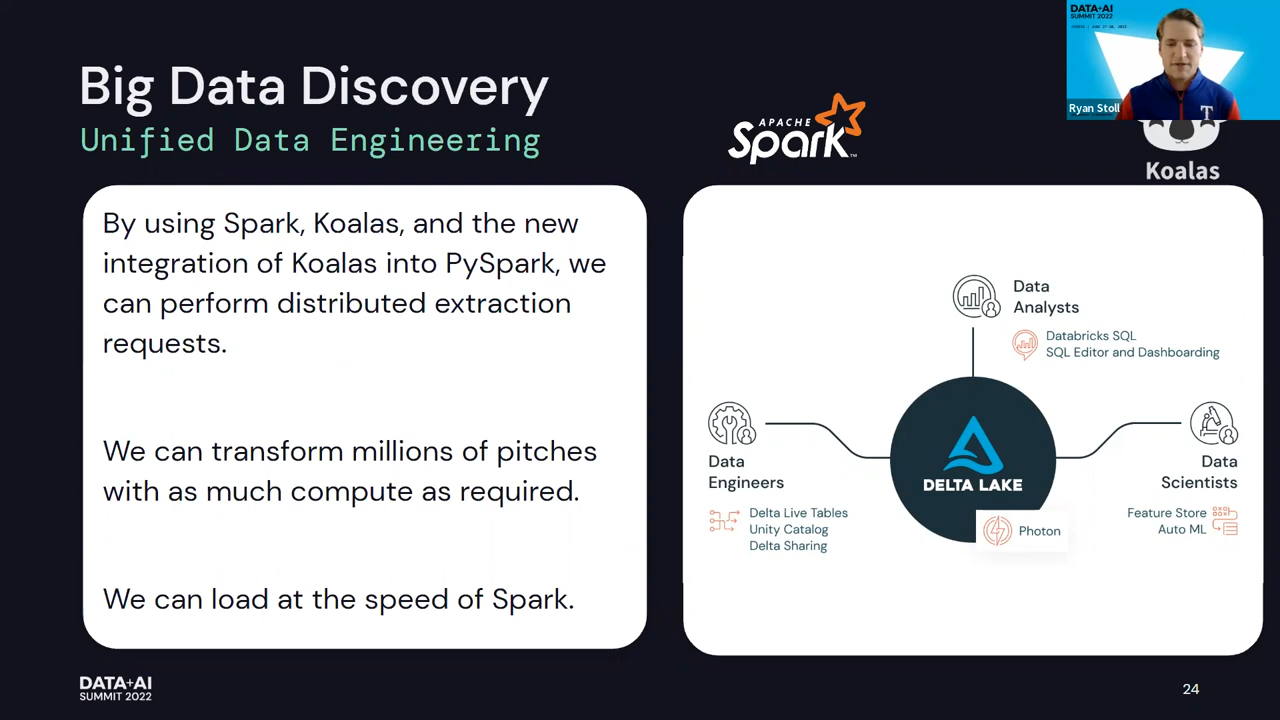 DATA+AI
SUMMIT 2022
Ryan Stoll
Big Data Discovery
Unified Data Engineering
APACHE
Spark
TM
Koalas
By using Spark, Koalas, and the new
integration of Koalas into PySpark, we
can perform distributed extraction
requests.
We can transform millions of pitches
with as much compute as required.
We can load at the speed of Spark.
Data
Analysts
Databricks SQL
SQL Editor and Dashboarding
Data
Engineers
Delta Live Tables
Unity Catalog
Delta Sharing
DELTA LAKE
Photon
Data
Scientists
Feature Store
Auto ML
DATA+AI
SUMMIT 2022
24